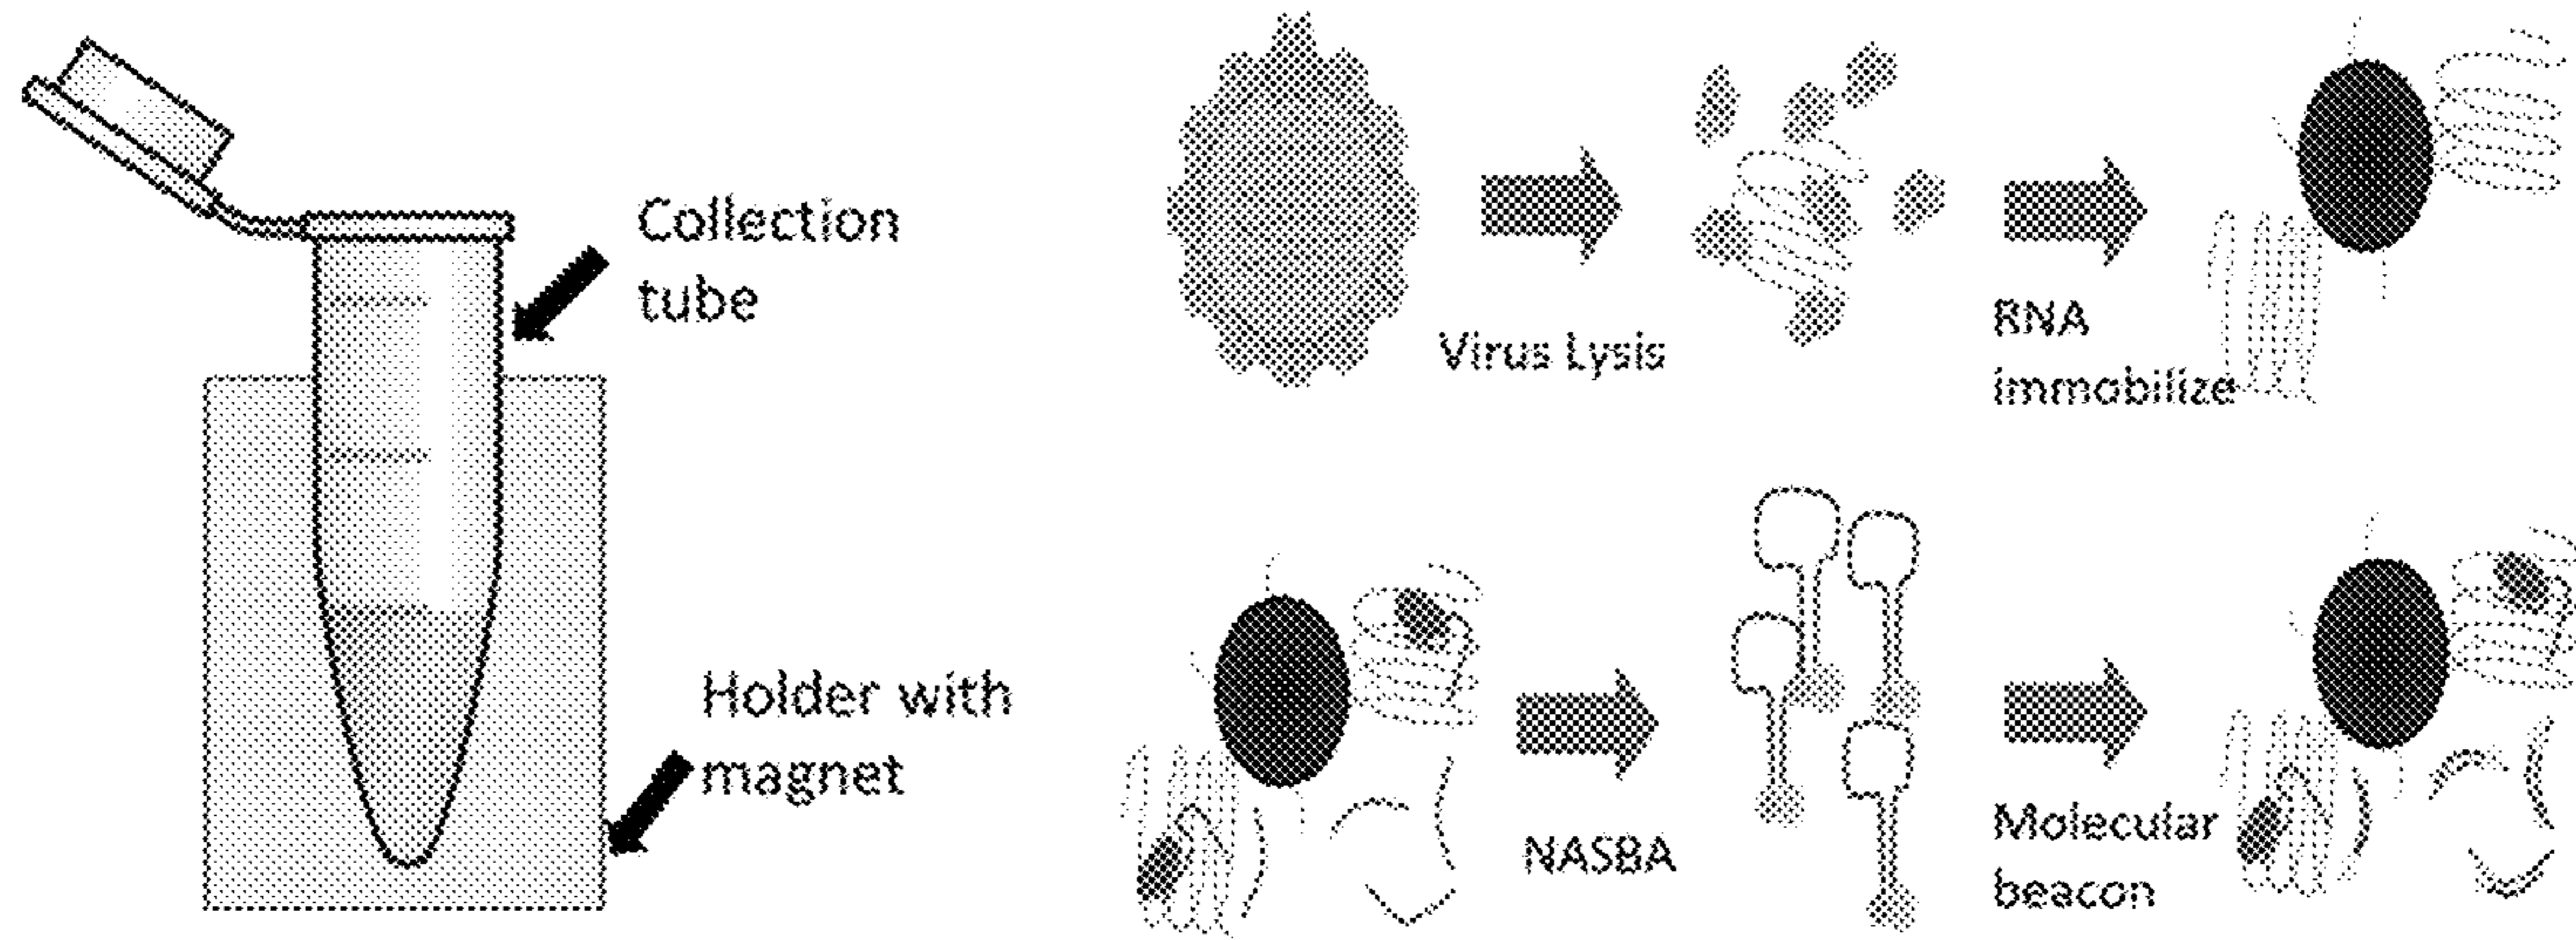 Collection
tube
Holder with
magnet
Virus Lysis
RNA
immobilize
NASBA
Molecular
beacon